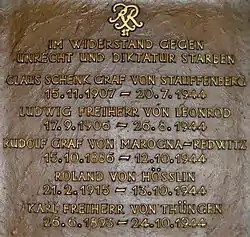 IM WIDERSTAND GEGEN
UNRECHT UND DIKTATUR STARBEN
CLAUS SCHENK GRAF VON STAUFFENBERG
15.11.1907 – 20.7.1944
LUDWIG FREIHERR VON LEONROD
17.9.1906 – 26.8.1944
RUDOLF GRAF VON MAROGNA-REDWITZ
15.10.1886 – 12.10.1944
ROLAND VON HÖSSLIN
21.2.1915 – 13.10.1944
KARL FREIHERR VON THÜNGEN
26.6.1893 – 24.10.1944